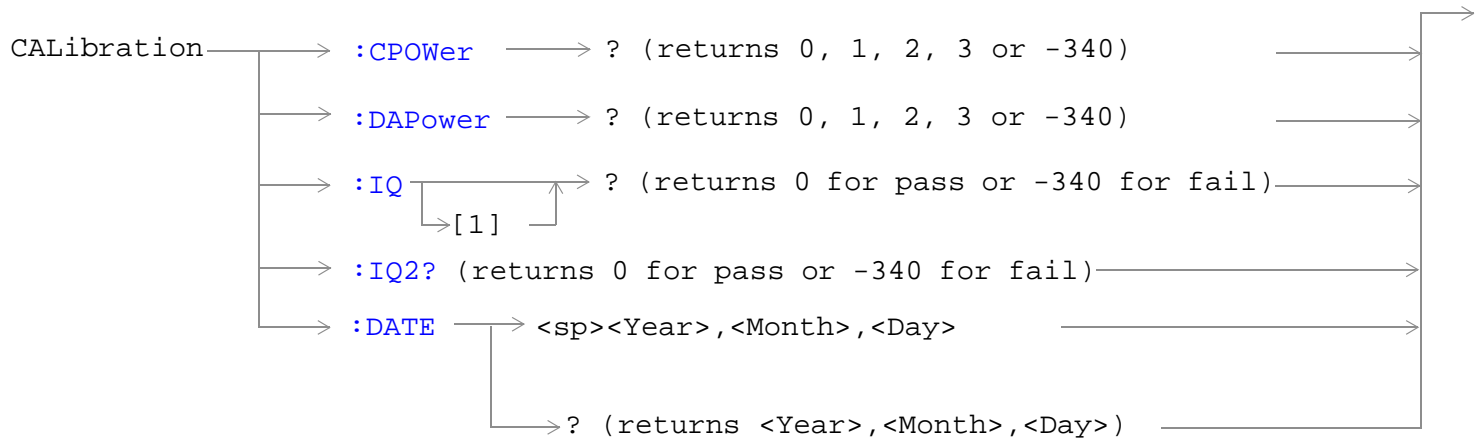 CALibration :CPOWer ? (returns 0, 1, 2, 3 or -340)
:DAPower ? (returns 0, 1, 2, 3 or -340)
:IQ ? (returns 0 for pass or -340 for fail)
[1]
:IQ2? (returns 0 for pass or -340 for fail)
:DATE <sp><Year>,<Month>,<Day>
? (returns <Year>,<Month>,<Day>)